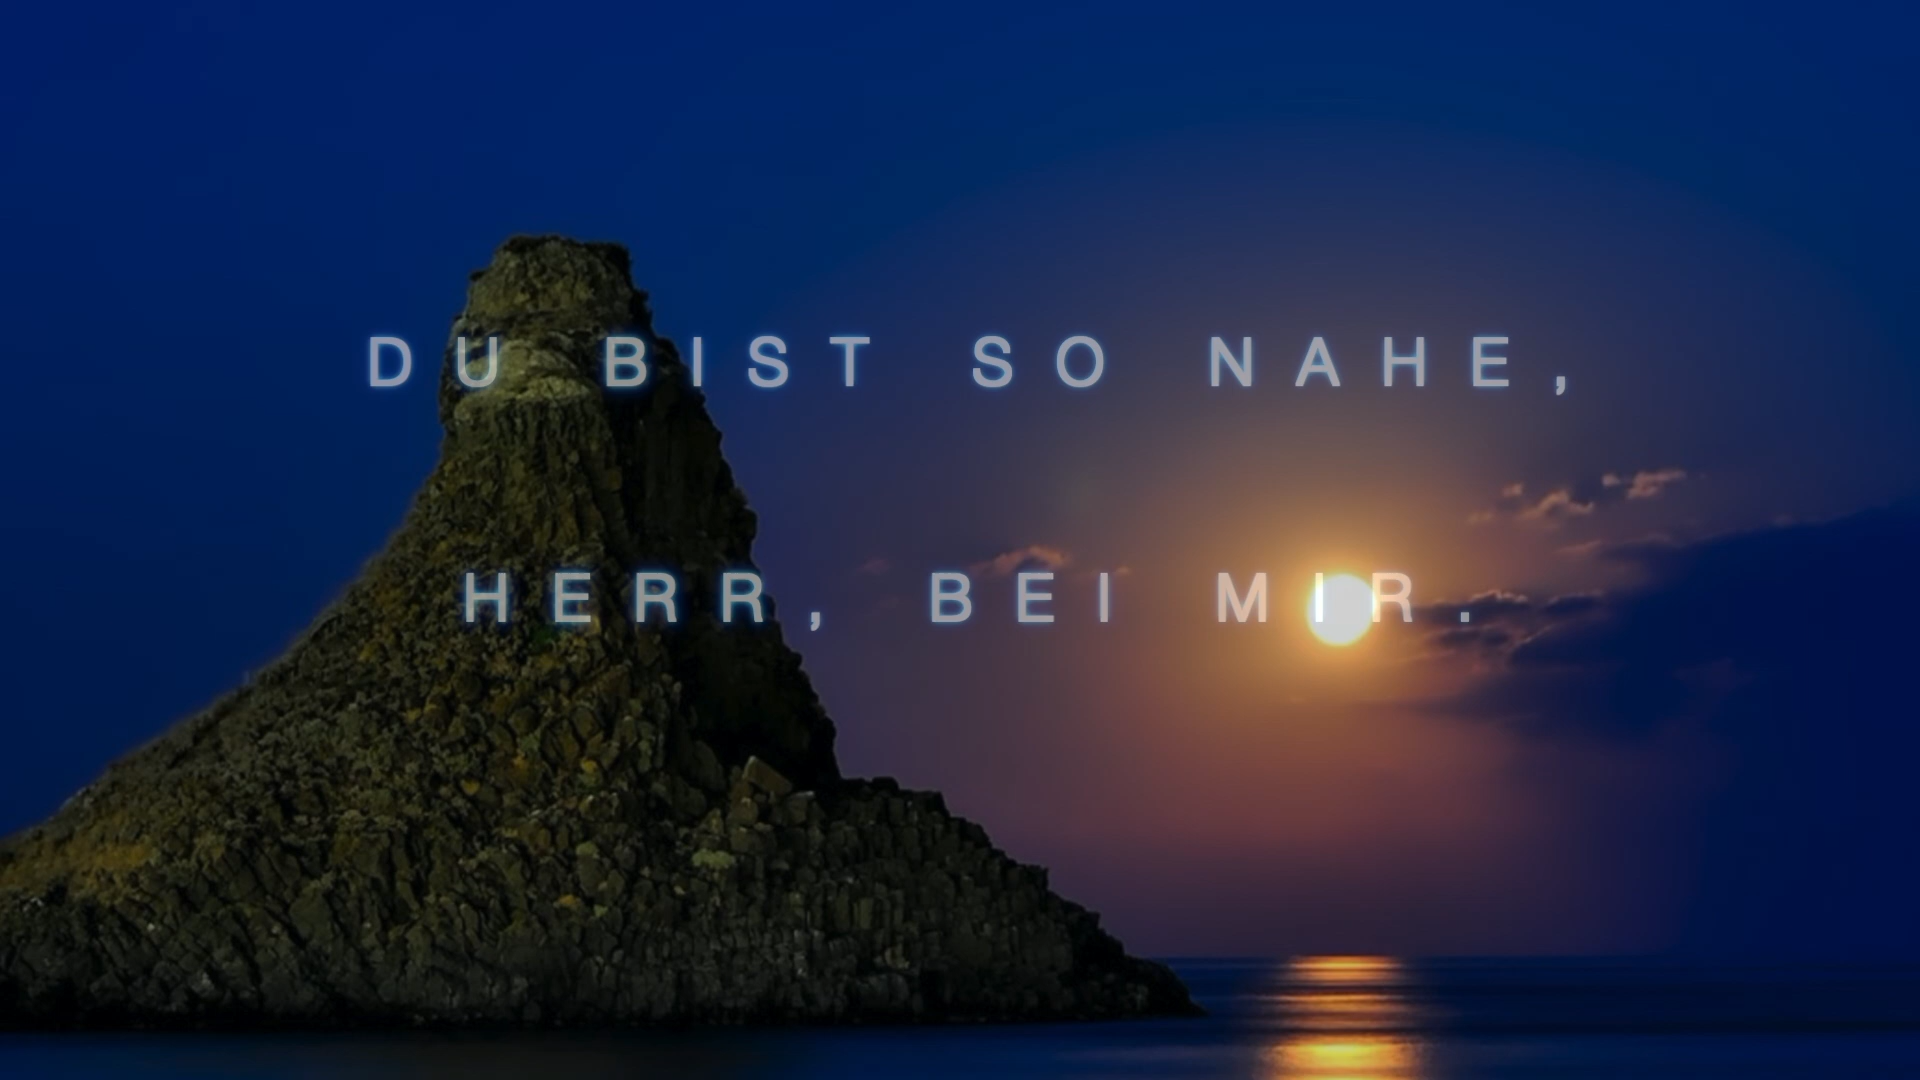 DU BIST SO NAHE,
HERR, BEI MIR.